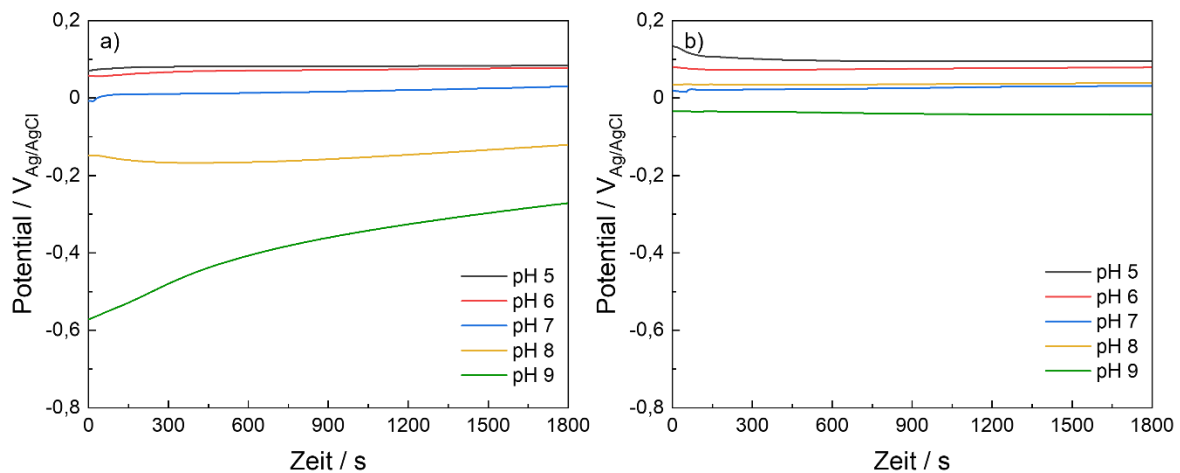 a)
Potential / V_Ag/AgCl
0,2
0
-0,2
-0,4
-0,6
-0,8
pH 5
pH 6
pH 7
pH 8
pH 9
0 300 600 900 1200 1500 1800
Zeit / s
b)
Potential / V_Ag/AgCl
0,2
0
-0,2
-0,4
-0,6
-0,8
pH 5
pH 6
pH 7
pH 8
pH 9
0 300 600 900 1200 1500 1800
Zeit / s